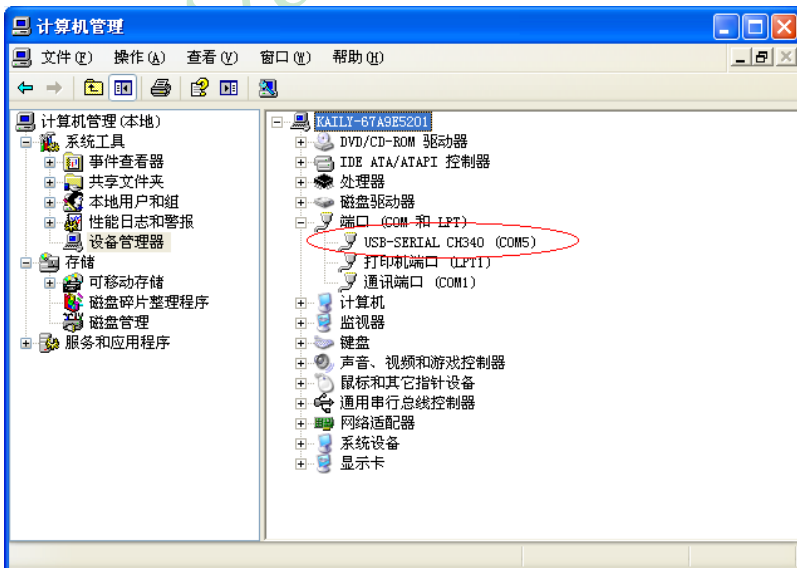 计算机管理
文件(F) 操作(A) 查看(V) 窗口(W) 帮助(H)
计算机管理(本地)
系统工具
事件查看器
共享文件夹
本地用户和组
性能日志和警报
设备管理器
存储
可移动存储
磁盘碎片整理程序
磁盘管理
服务和应用程序
KAILY-67A9E5201
DVD/CD-ROM 驱动器
IDE ATA/ATAPI 控制器
处理器
磁盘驱动器
端口 (COM 和 LPT)
USB-SERIAL CH340 (COM5)
打印机端口 (LPT1)
通讯端口 (COM1)
计算机
监视器
键盘
声音、视频和游戏控制器
鼠标和其它指针设备
通用串行总线控制器
网络适配器
系统设备
显示卡